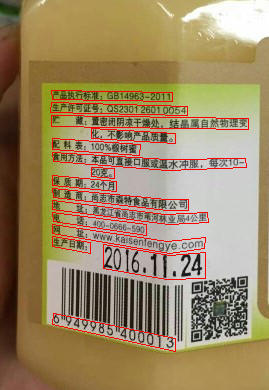 产品执行标准:GB14963-2011
生产许可证号:QS230126010054
贮 藏:置密闭阴凉干燥处,结晶属自然物理变
化,不影响产品质量。
配 料 表:100%椴树蜜
食用方法:本品可直接口服或温水冲服,每次10-
20克。
保 质 期:24个月
制 造 商:尚志市森特食品有限公司
地 址:黑龙江省尚志市苇河林业局4公里
电 话:400-0666-590
网 址:www.kaisenfengye.com
生产日期:
2016.11.24
6 949985 400013